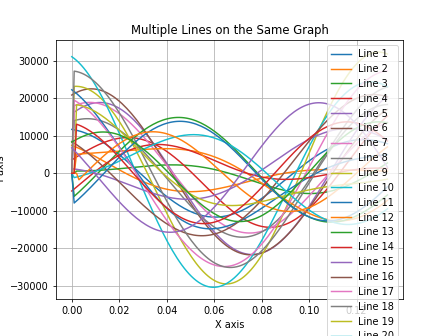 Multiple Lines on the Same Graph
30000
20000
10000
0
−10000
−20000
−30000
0.00 0.02 0.04 0.06 0.08 0.10
X axis
Line 1
Line 2
Line 3
Line 4
Line 5
Line 6
Line 7
Line 8
Line 9
Line 10
Line 11
Line 12
Line 13
Line 14
Line 15
Line 16
Line 17
Line 18
Line 19
Line 20